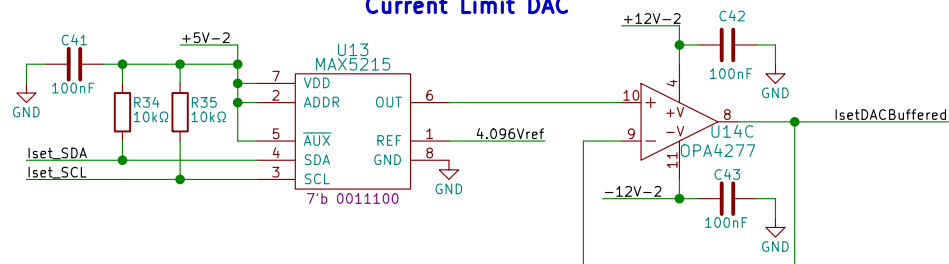 Current Limit DAC
+12V-2
C42
100nF
GND
C41
100nF
GND
+5V-2
R34
10kΩ
R35
10kΩ
U13
MAX5215
7
VDD
2
ADDR
5
AUX
4
SDA
3
SCL
OUT
6
REF
1
GND
8
4.096Vref
GND
7'b 0011100
Iset_SDA
Iset_SCL
10
9
+
−
4
+V
−V
11
8
U14C
OPA4277
IsetDACBuffered
-12V-2
C43
100nF
GND